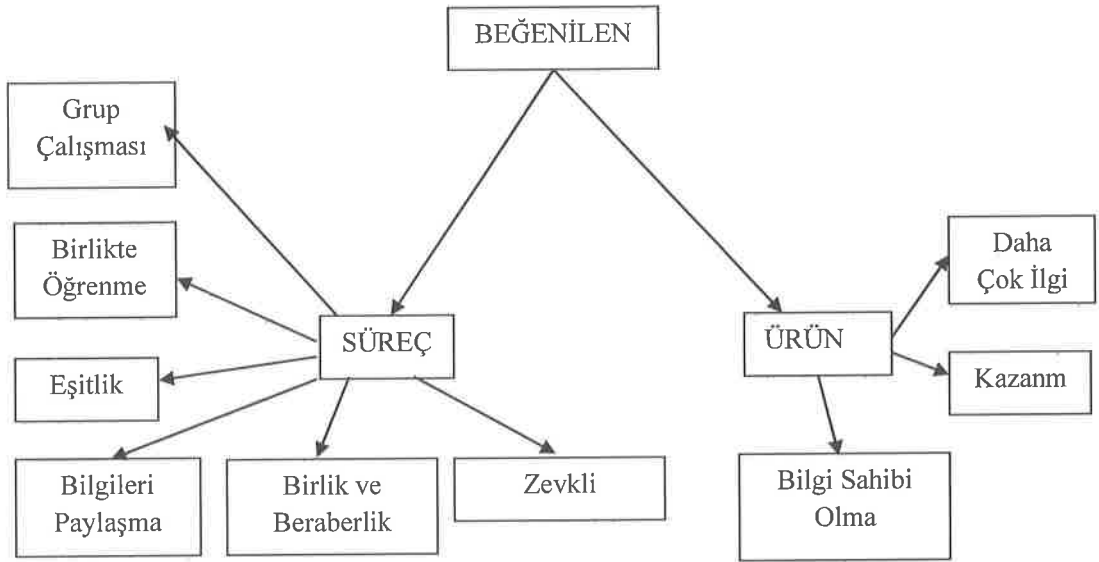 BEĞENİLEN
Grup
Çalışması
Birlikte
Öğrenme
Eşitlik
Bilgileri
Paylaşma
Birlik ve
Beraberlik
Zevkli
SÜREÇ
ÜRÜN
Daha
Çok İlgi
Kazanm
Bilgi Sahibi
Olma